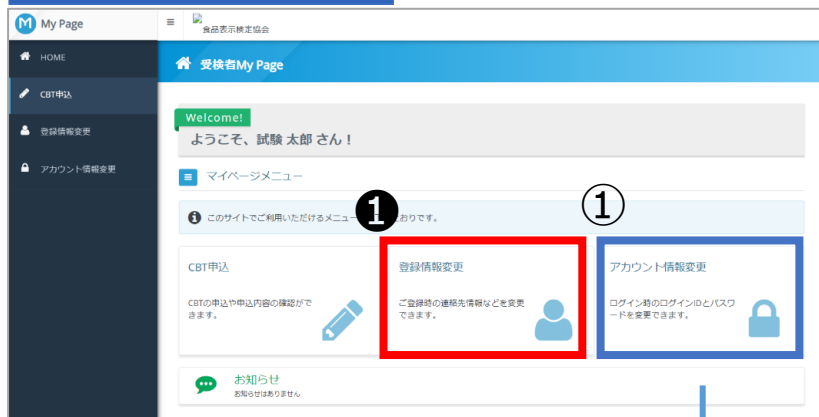 My Page
食品表示検定協会
HOME
受検者My Page
CBT申込
登録情報変更
アカウント情報変更
Welcome!
ようこそ、試験 太郎 さん！
マイページメニュー
❶
①
このサイトでご利用いただけるメニュー
おりです。
CBT申込
CBTの申込や申込内容の確認がで
きます。
登録情報変更
ご登録時の連絡先情報などを変更
できます。
アカウント情報変更
ログイン時のログインIDとパスワ
ードを変更できます。
お知らせ
お知らせはありません